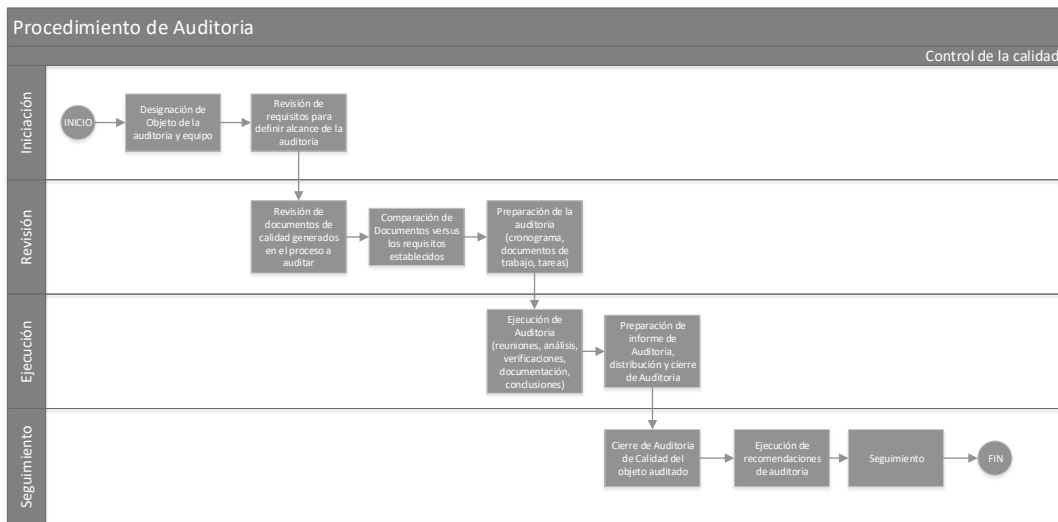 Procedimiento de Auditoria
Control de la calidad
Iniciación
INICIO
Designación de
Objeto de la
auditoria y equipo
Revisión de
requisitos para
definir alcance de la
auditoria
Revisión
Revisión de
documentos de
calidad generados
en el proceso a
auditar
Comparación de
Documentos versus
los requisitos
establecidos
Preparación de la
auditoria
(cronograma,
documentos de
trabajo, tareas)
Ejecución
Ejecución de
Auditoria
(reuniones, análisis,
verificaciones,
documentación,
conclusiones)
Preparación de
informe de
Auditoria,
distribución y cierre
de Auditoria
Seguimiento
Cierre de Auditoria
de Calidad del
objeto auditado
Ejecución de
recomendaciones
de auditoria
Seguimiento
FIN